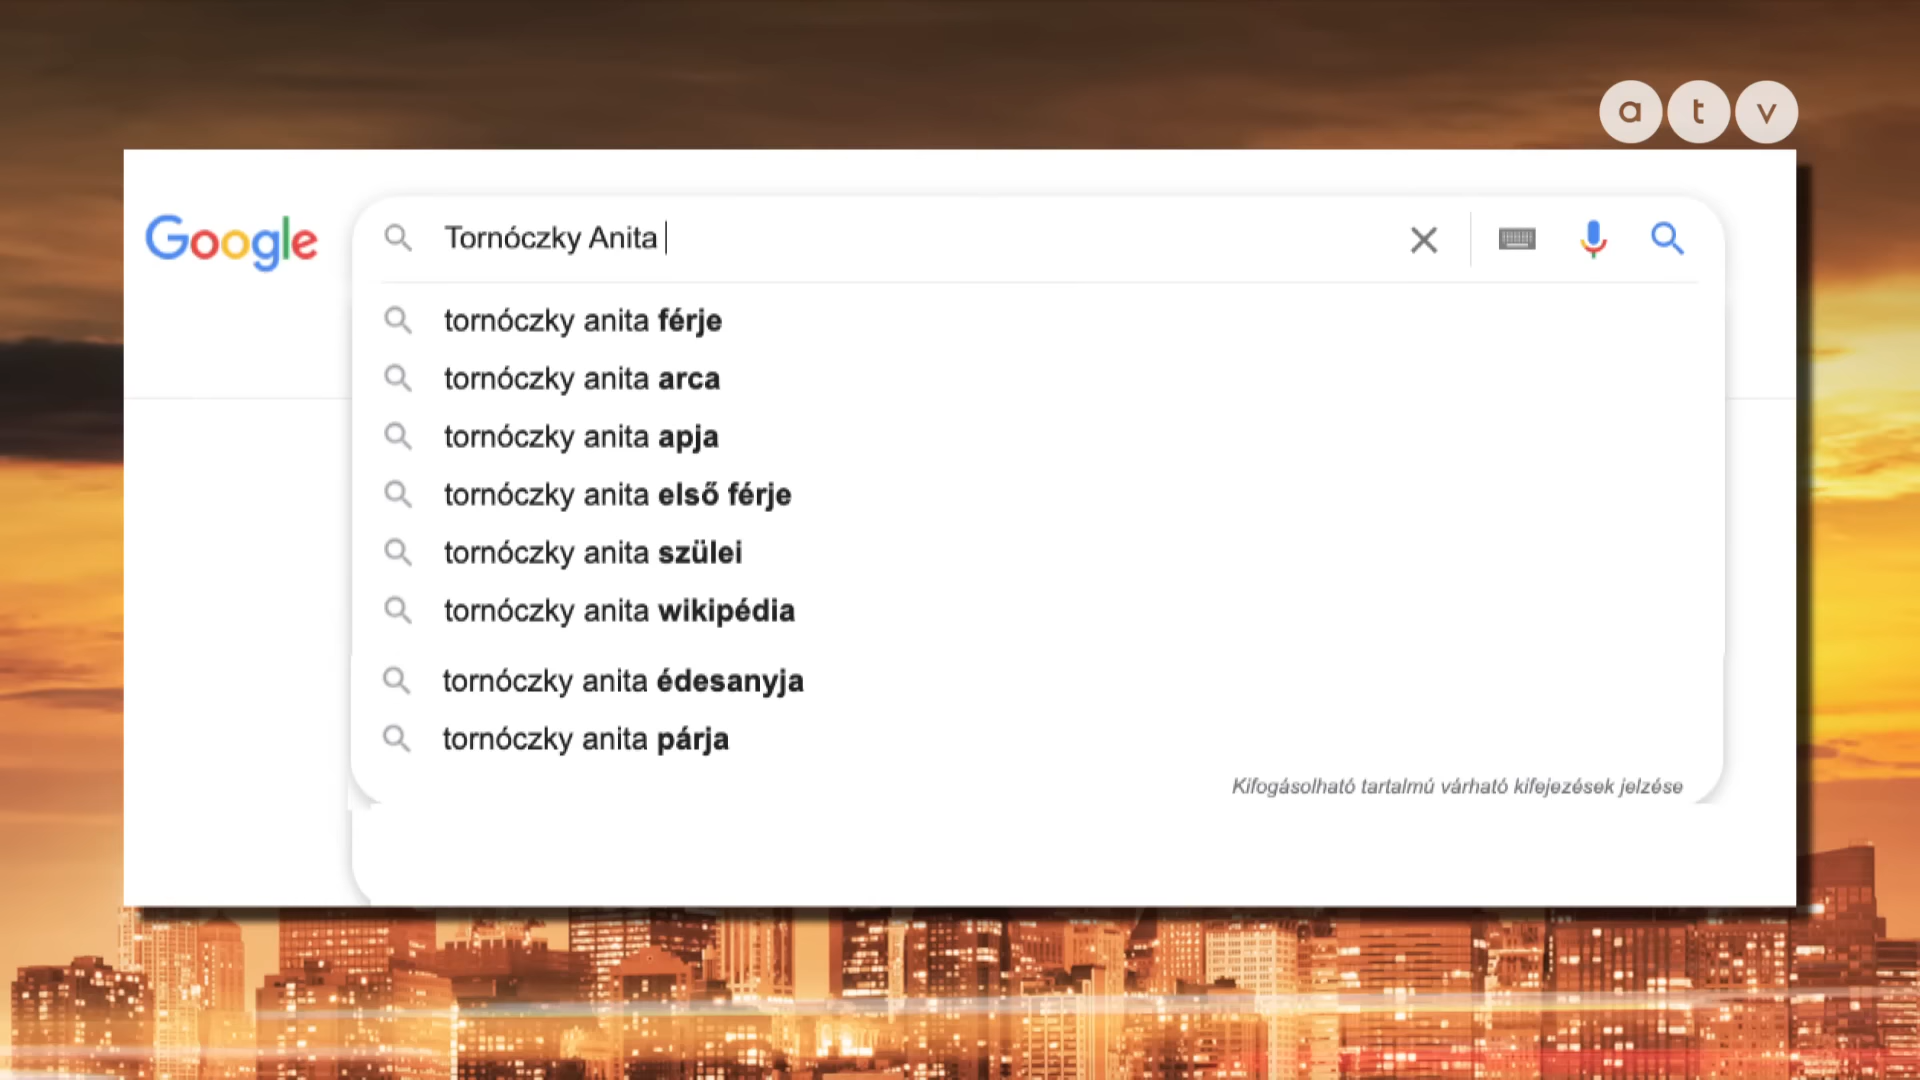 atv
Google
Tornóczky Anita
tornóczky anita férje
tornóczky anita arca
tornóczky anita apja
tornóczky anita első férje
tornóczky anita szülei
tornóczky anita wikipédia
tornóczky anita édesanyja
tornóczky anita párja
Kifogásolható tartalmú várható kifejezések jelzése